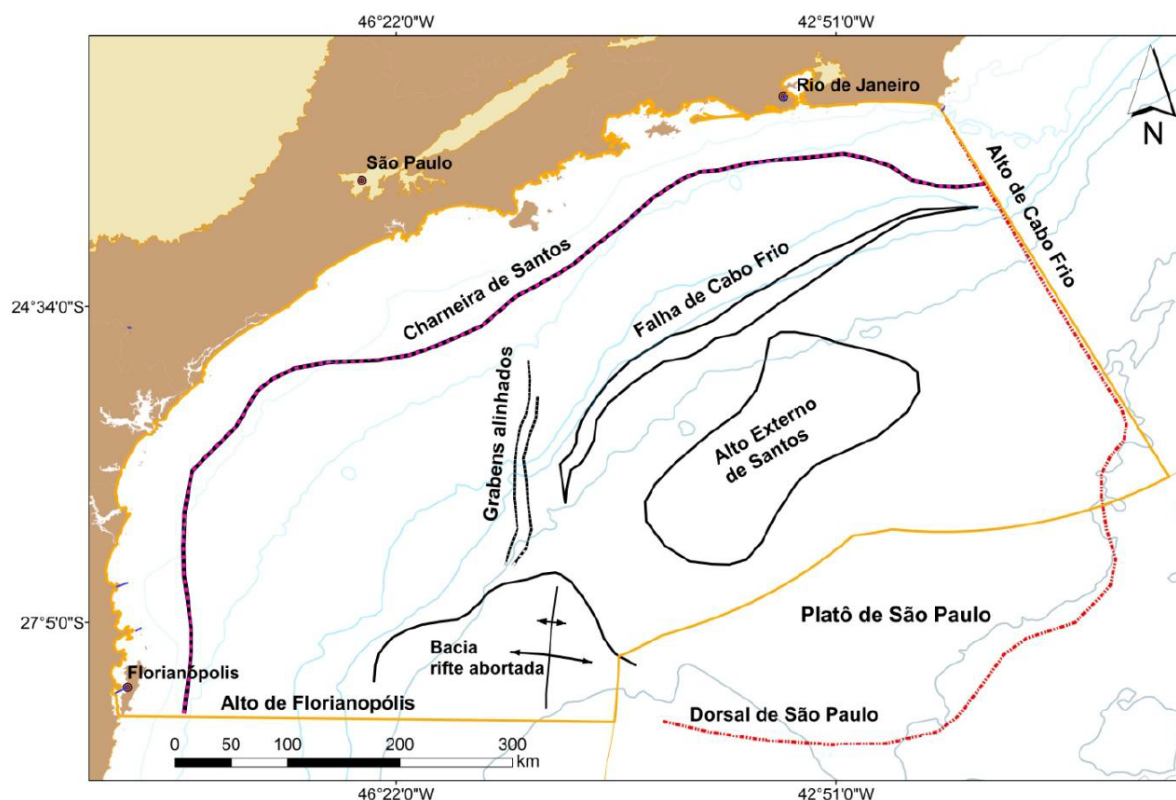 46°22'0"W
42°51'0"W
Rio de Janeiro
N
São Paulo
Alto de Cabo Frio
Charneira de Santos
Falha de Cabo Frio
24°34'0"S
Grabens alinhados
Alto Externo
de Santos
Platô de São Paulo
27°5'0"S
Bacia
rifte abortada
Florianópolis
Alto de Florianopólis
Dorsal de São Paulo
0 50 100 200 300
km
46°22'0"W
42°51'0"W